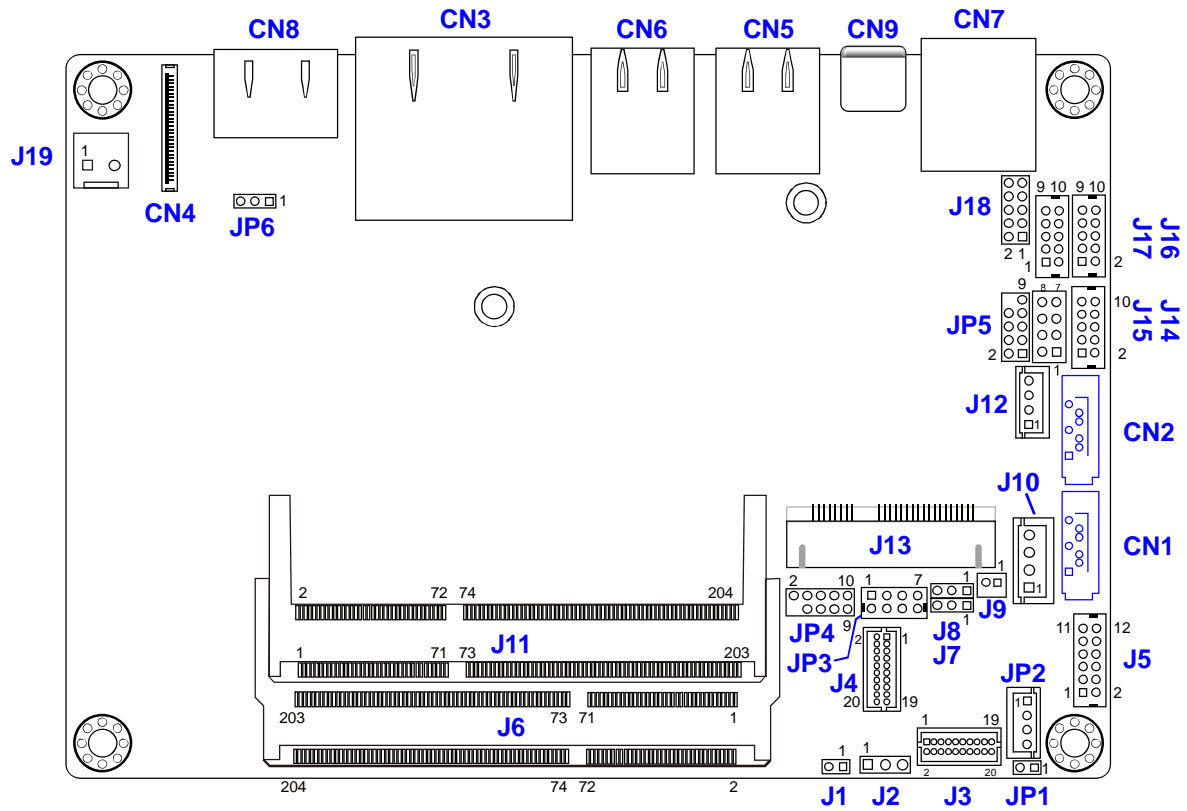 CN8 CN3 CN6 CN5 CN9 CN7
J19 1
CN4 1
JP6
J18 9 10 9 10
J17 J16
2 1 1 2
9 8 7 10
JP5 J15 J14
2 2
1
J12 1
CN2
J10
J13 CN1
1 1
2 72 74 204 2 10 1 7 1
J9
9 1
JP4 J8
J11 JP3 J7
2 1 11 12
1 71 73 203 J4 JP2 J5
20 19 1 1 2
203 73 71 1
J6 1 19
1 1 2 20 1
204 74 72 2
J1 J2 J3 JP1